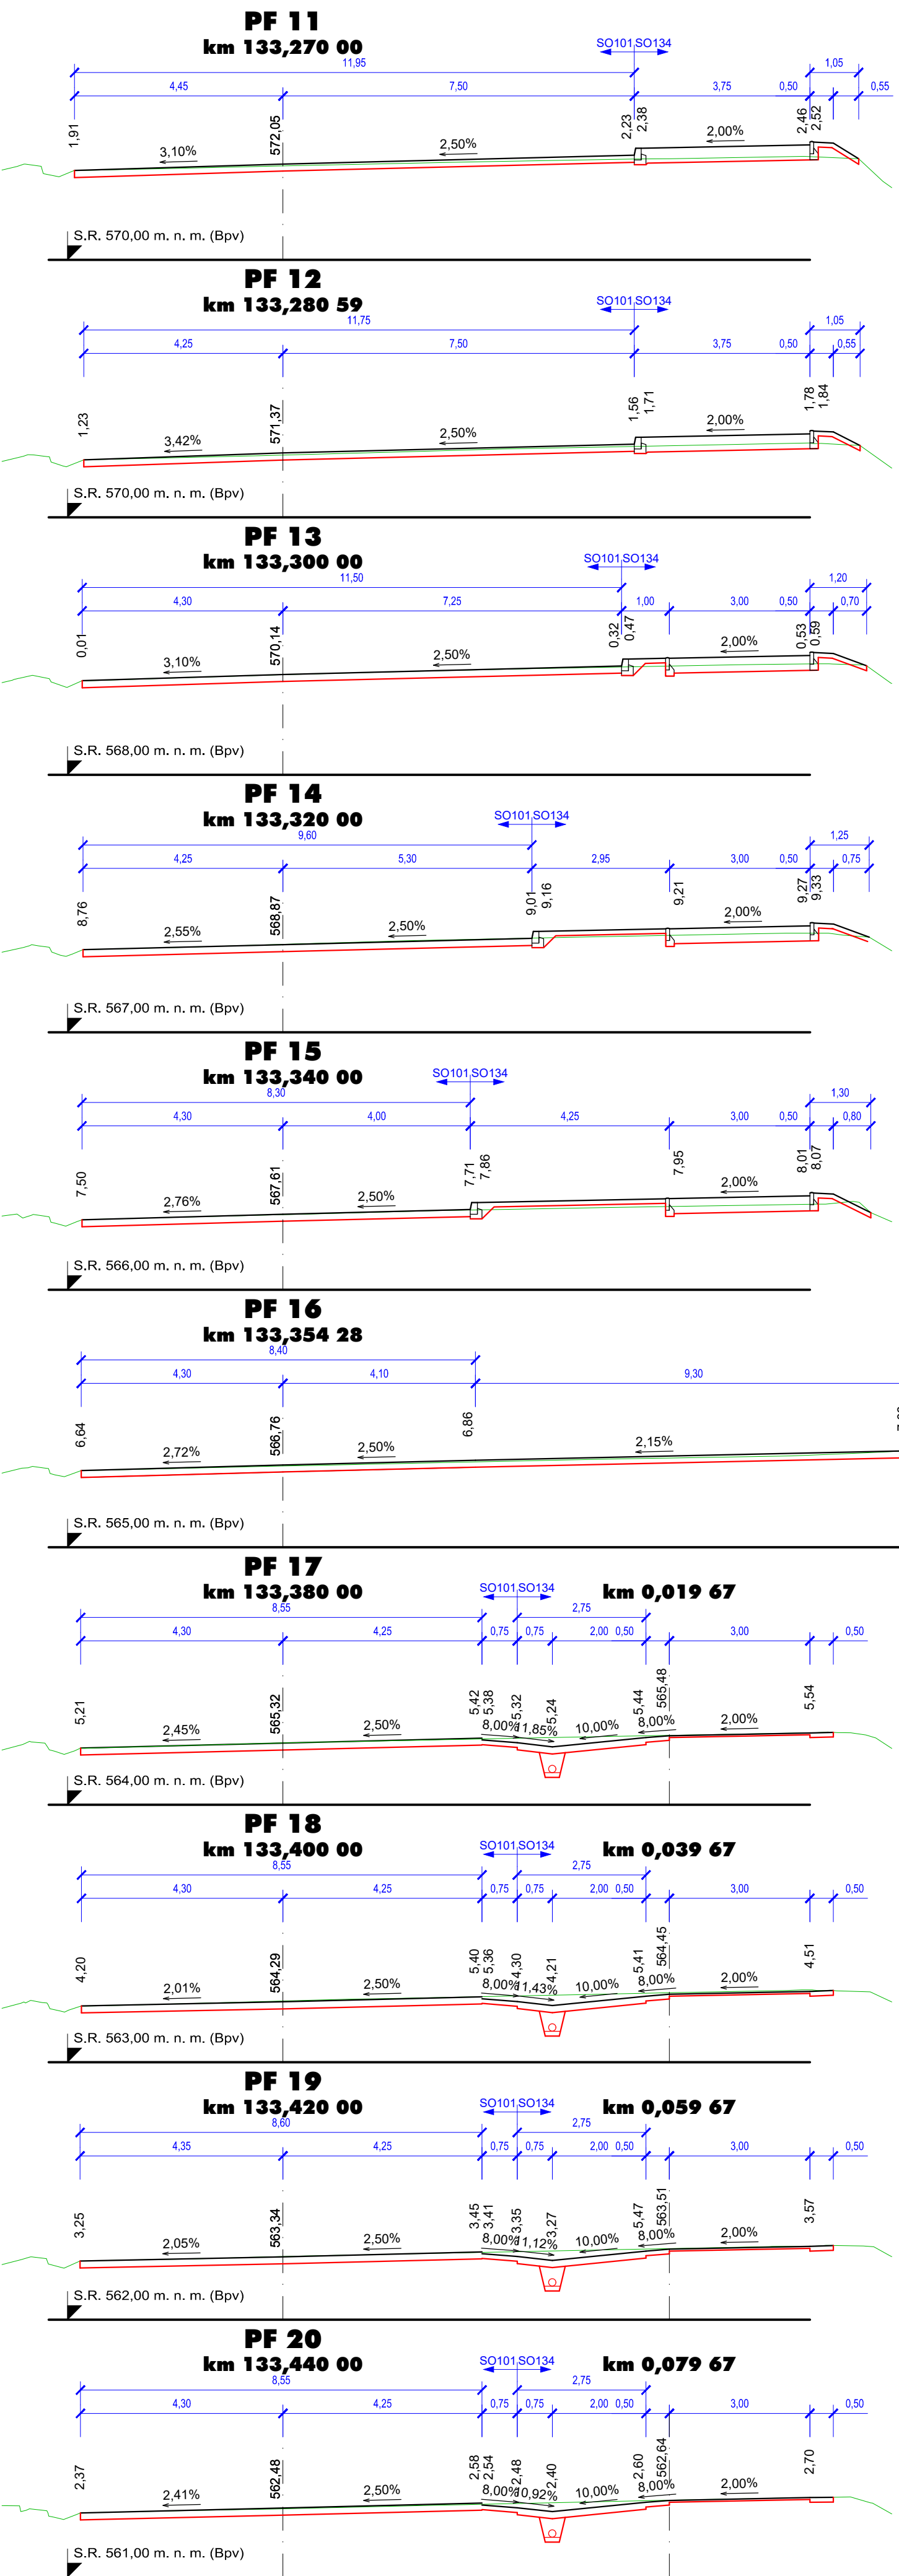 PF 11
km 133,270 00
SO101 SO134
11,95 1,05
4,45 7,50 3,75 0,50 0,55
1,91 572,05 2,23 2,38 2,46 2,52
3,10% 2,50% 2,00%
S.R. 570,00 m. n. m. (Bpv)
PF 12
km 133,280 59
SO101 SO134
11,75 1,05
4,25 7,50 3,75 0,50 0,55
1,23 571,37 1,56 1,71 1,78 1,84
3,42% 2,50% 2,00%
S.R. 570,00 m. n. m. (Bpv)
PF 13
km 133,300 00
SO101 SO134
11,50 1,20
4,30 7,25 1,00 3,00 0,50 0,70
0,01 570,14 0,32 0,47 0,53 0,59
3,10% 2,50% 2,00%
S.R. 568,00 m. n. m. (Bpv)
PF 14
km 133,320 00
SO101 SO134
9,60 1,25
4,25 5,30 2,95 3,00 0,50 0,75
8,76 568,87 9,01 9,16 9,21 9,27 9,33
2,55% 2,50% 2,00%
S.R. 567,00 m. n. m. (Bpv)
PF 15
km 133,340 00
SO101 SO134
8,30 1,30
4,30 4,00 4,25 3,00 0,50 0,80
7,50 567,61 7,71 7,86 7,95 8,01 8,07
2,76% 2,50% 2,00%
S.R. 566,00 m. n. m. (Bpv)
PF 16
km 133,354 28
8,40
4,30 4,10 9,30
6,64 566,76 6,86
2,72% 2,50% 2,15%
S.R. 565,00 m. n. m. (Bpv)
PF 17
km 133,380 00 km 0,019 67
SO101 SO134
8,55 2,75
4,30 4,25 0,75 0,75 2,00 0,50 3,00 0,50
5,21 565,32 5,42 5,38 5,32 5,24 5,44 565,48 5,54
2,45% 2,50% 8,00% 11,85% 10,00% 8,00% 2,00%
S.R. 564,00 m. n. m. (Bpv)
PF 18
km 133,400 00 km 0,039 67
SO101 SO134
8,55 2,75
4,30 4,25 0,75 0,75 2,00 0,50 3,00 0,50
4,20 564,29 5,40 5,36 4,30 4,21 5,41 564,45 4,51
2,01% 2,50% 8,00% 11,43% 10,00% 8,00% 2,00%
S.R. 563,00 m. n. m. (Bpv)
PF 19
km 133,420 00 km 0,059 67
SO101 SO134
8,60 2,75
4,35 4,25 0,75 0,75 2,00 0,50 3,00 0,50
3,25 563,34 3,45 3,41 3,35 3,27 5,47 563,51 3,57
2,05% 2,50% 8,00% 11,12% 10,00% 8,00% 2,00%
S.R. 562,00 m. n. m. (Bpv)
PF 20
km 133,440 00 km 0,079 67
SO101 SO134
8,55 2,75
4,30 4,25 0,75 0,75 2,00 0,50 3,00 0,50
2,37 562,48 2,58 2,54 2,48 2,40 2,60 562,64 2,70
2,41% 2,50% 8,00% 10,92% 10,00% 8,00% 2,00%
S.R. 561,00 m. n. m. (Bpv)